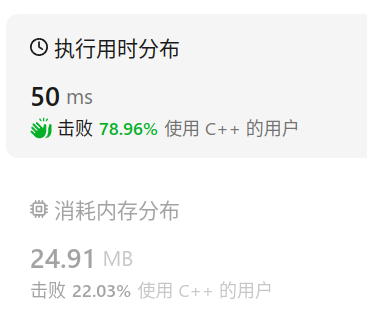 执行用时分布
50 ms
击败 78.96% 使用 C++ 的用户
消耗内存分布
24.91 MB
击败 22.03% 使用 C++ 的用户